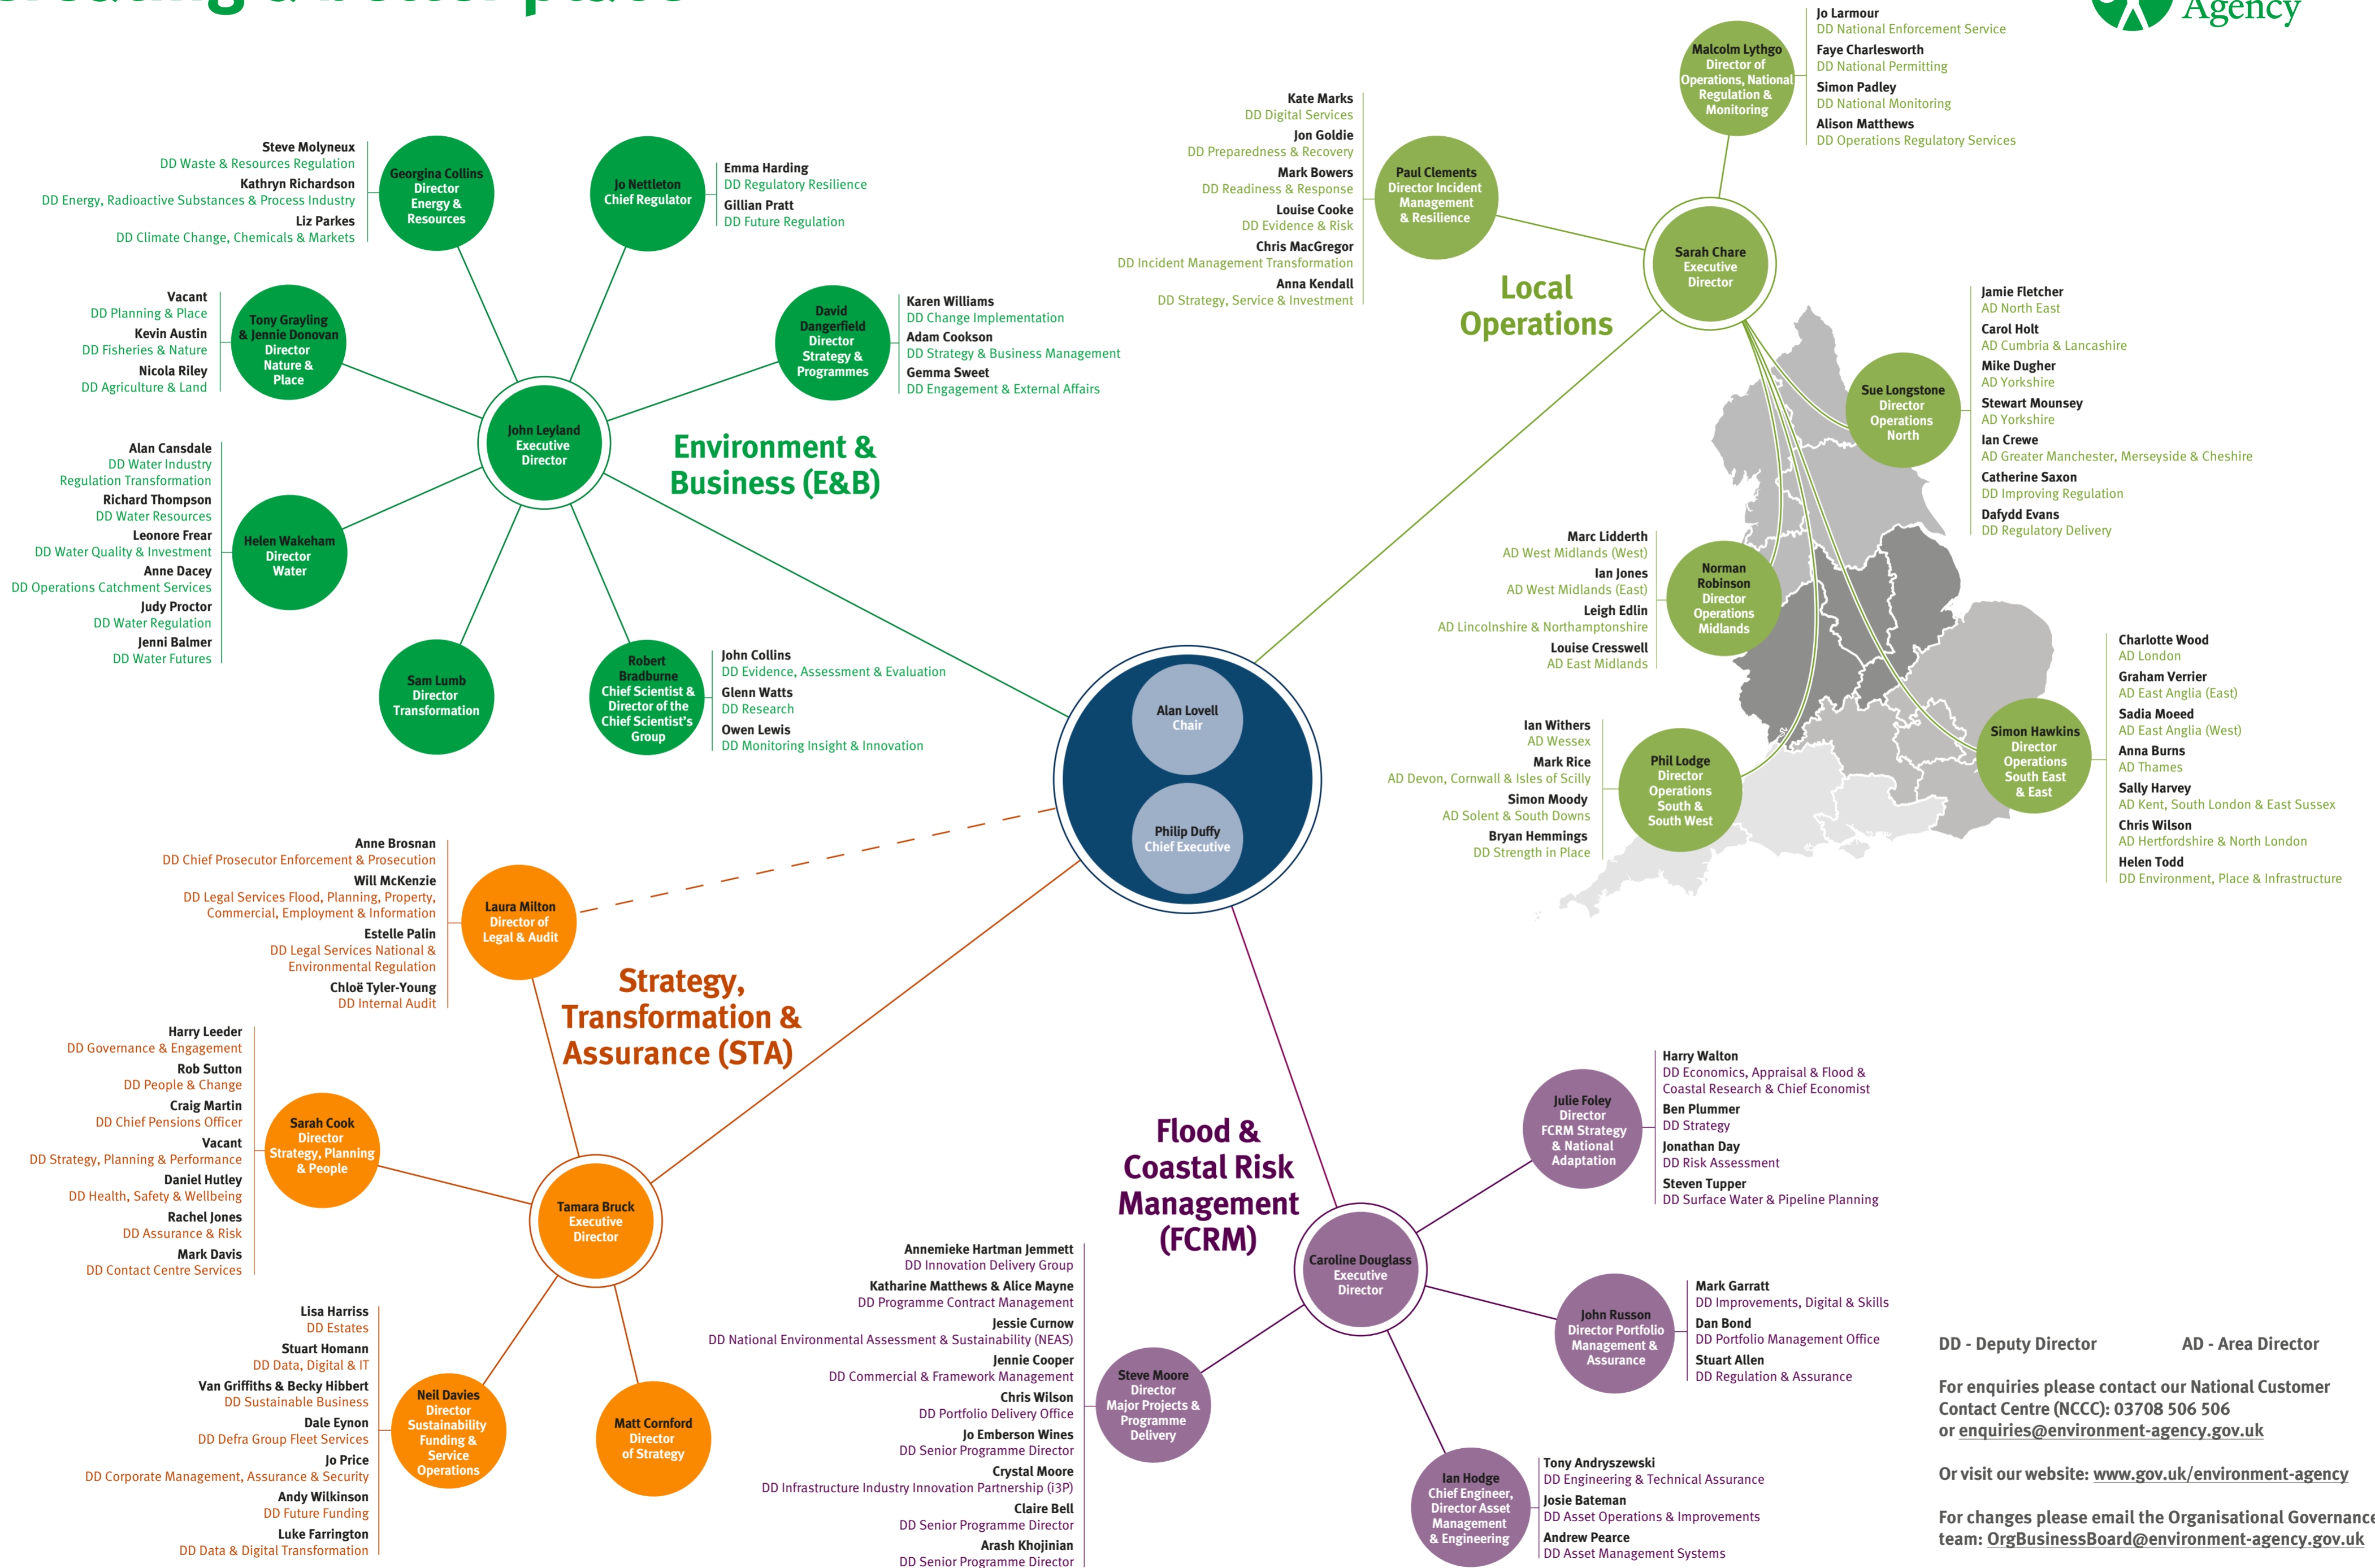 Creating a better place
Agency
Jo Larmour
DD National Enforcement Service
Faye Charlesworth
DD National Permitting
Simon Padley
DD National Monitoring
Alison Matthews
DD Operations Regulatory Services
Malcolm Lythgo
Director of
Operations, National
Regulation &
Monitoring
Kate Marks
DD Digital Services
Jon Goldie
DD Preparedness & Recovery
Mark Bowers
DD Readiness & Response
Louise Cooke
DD Evidence & Risk
Chris MacGregor
DD Incident Management Transformation
Anna Kendall
DD Strategy, Service & Investment
Paul Clements
Director Incident
Management
& Resilience
Sarah Chare
Executive
Director
Local
Operations
Steve Molyneux
DD Waste & Resources Regulation
Kathryn Richardson
DD Energy, Radioactive Substances & Process Industry
Liz Parkes
DD Climate Change, Chemicals & Markets
Georgina Collins
Director
Energy &
Resources
Jo Nettleton
Chief Regulator
Emma Harding
DD Regulatory Resilience
Gillian Pratt
DD Future Regulation
Vacant
DD Planning & Place
Kevin Austin
DD Fisheries & Nature
Nicola Riley
DD Agriculture & Land
Tony Grayling
& Jennie Donovan
Director
Nature &
Place
David
Dangerfield
Director
Strategy &
Programmes
Karen Williams
DD Change Implementation
Adam Cookson
DD Strategy & Business Management
Gemma Sweet
DD Engagement & External Affairs
John Leyland
Executive
Director
Environment &
Business (E&B)
Alan Cansdale
DD Water Industry
Regulation Transformation
Richard Thompson
DD Water Resources
Leonore Frear
DD Water Quality & Investment
Anne Dacey
DD Operations Catchment Services
Judy Proctor
DD Water Regulation
Jenni Balmer
DD Water Futures
Helen Wakeham
Director
Water
Sam Lumb
Director
Transformation
Robert
Bradburne
Chief Scientist &
Director of the
Chief Scientist's
Group
John Collins
DD Evidence, Assessment & Evaluation
Glenn Watts
DD Research
Owen Lewis
DD Monitoring Insight & Innovation
Jamie Fletcher
AD North East
Carol Holt
AD Cumbria & Lancashire
Mike Dugher
AD Yorkshire
Stewart Mounsey
AD Yorkshire
Ian Crewe
AD Greater Manchester, Merseyside & Cheshire
Catherine Saxon
DD Improving Regulation
Dafydd Evans
DD Regulatory Delivery
Sue Longstone
Director
Operations
North
Marc Lidderth
AD West Midlands (West)
Ian Jones
AD West Midlands (East)
Leigh Edlin
AD Lincolnshire & Northamptonshire
Louise Cresswell
AD East Midlands
Norman
Robinson
Director
Operations
Midlands
Charlotte Wood
AD London
Graham Verrier
AD East Anglia (East)
Sadia Moeed
AD East Anglia (West)
Anna Burns
AD Thames
Sally Harvey
AD Kent, South London & East Sussex
Chris Wilson
AD Hertfordshire & North London
Helen Todd
DD Environment, Place & Infrastructure
Simon Hawkins
Director
Operations
South East
& East
Ian Withers
AD Wessex
Mark Rice
AD Devon, Cornwall & Isles of Scilly
Simon Moody
AD Solent & South Downs
Bryan Hemmings
DD Strength in Place
Phil Lodge
Director
Operations
South &
South West
Alan Lovell
Chair
Philip Duffy
Chief Executive
Anne Brosnan
DD Chief Prosecutor Enforcement & Prosecution
Will McKenzie
DD Legal Services Flood, Planning, Property,
Commercial, Employment & Information
Estelle Palin
DD Legal Services National &
Environmental Regulation
Chloë Tyler-Young
DD Internal Audit
Laura Milton
Director of
Legal & Audit
Strategy,
Transformation &
Assurance (STA)
Harry Leeder
DD Governance & Engagement
Rob Sutton
DD People & Change
Craig Martin
DD Chief Pensions Officer
Vacant
DD Strategy, Planning & Performance
Daniel Hutley
DD Health, Safety & Wellbeing
Rachel Jones
DD Assurance & Risk
Mark Davis
DD Contact Centre Services
Sarah Cook
Director
Strategy, Planning
& People
Tamara Bruck
Executive
Director
Lisa Harriss
DD Estates
Stuart Homann
DD Data, Digital & IT
Van Griffiths & Becky Hibbert
DD Sustainable Business
Dale Eynon
DD Defra Group Fleet Services
Jo Price
DD Corporate Management, Assurance & Security
Andy Wilkinson
DD Future Funding
Luke Farrington
DD Data & Digital Transformation
Neil Davies
Director
Sustainability
Funding &
Service
Operations
Matt Cornford
Director
of Strategy
Flood &
Coastal Risk
Management
(FCRM)
Caroline Douglass
Executive
Director
Julie Foley
Director
FCRM Strategy
& National
Adaptation
Harry Walton
DD Economics, Appraisal & Flood &
Coastal Research & Chief Economist
Ben Plummer
DD Strategy
Jonathan Day
DD Risk Assessment
Steven Tupper
DD Surface Water & Pipeline Planning
Annemieke Hartman Jemmett
DD Innovation Delivery Group
Katharine Matthews & Alice Mayne
DD Programme Contract Management
Jessie Curnow
DD National Environmental Assessment & Sustainability (NEAS)
Jennie Cooper
DD Commercial & Framework Management
Chris Wilson
DD Portfolio Delivery Office
Jo Emberson Wines
DD Senior Programme Director
Crystal Moore
DD Infrastructure Industry Innovation Partnership (i3P)
Claire Bell
DD Senior Programme Director
Arash Khojinian
DD Senior Programme Director
Steve Moore
Director
Major Projects &
Programme
Delivery
John Russon
Director Portfolio
Management &
Assurance
Mark Garratt
DD Improvements, Digital & Skills
Dan Bond
DD Portfolio Management Office
Stuart Allen
DD Regulation & Assurance
Ian Hodge
Chief Engineer,
Director Asset
Management
& Engineering
Tony Andryszewski
DD Engineering & Technical Assurance
Josie Bateman
DD Asset Operations & Improvements
Andrew Pearce
DD Asset Management Systems
DD - Deputy Director AD - Area Director
For enquiries please contact our National Customer
Contact Centre (NCCC): 03708 506 506
or enquiries@environment-agency.gov.uk
Or visit our website: www.gov.uk/environment-agency
For changes please email the Organisational Governance
team: OrgBusinessBoard@environment-agency.gov.uk